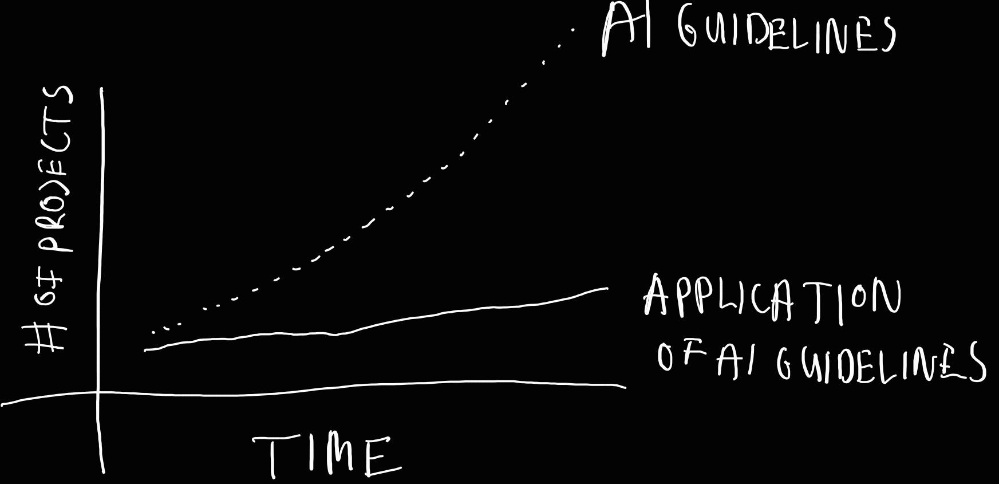 AI GUIDELINES
# OF PROJECTS
APPLICATION
OF AI GUIDELINES
TIME